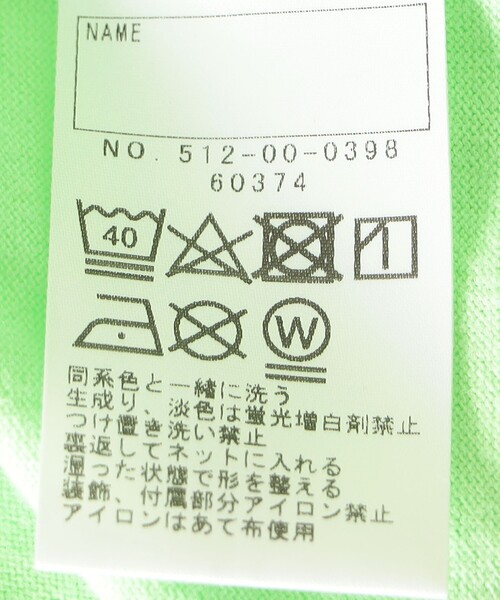 NAME
NO. 512-00-0398
60374
40
W
同系色と一緒に洗う
生成り、淡色は蛍光増白剤禁止
つけ置き洗い禁止
裏返してネットに入れる
湿った状態で形を整える
装飾、付属部分アイロン禁止
アイロンはあて布使用